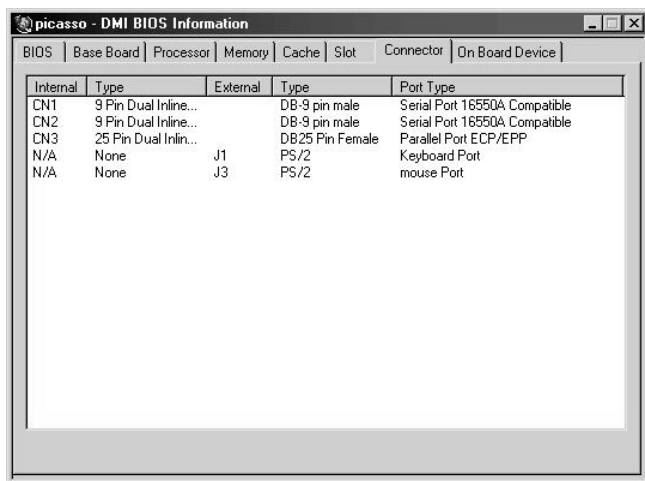 picasso - DMI BIOS Information
BIOS Base Board Processor Memory Cache Slot Connector On Board Device
Internal Type External Type Port Type
CN1 9 Pin Dual Inline... DB-9 pin male Serial Port 16550A Compatible
CN2 9 Pin Dual Inline... DB-9 pin male Serial Port 16550A Compatible
CN3 25 Pin Dual Inlin... DB25 Pin Female Parallel Port ECP/EPP
N/A None J1 PS/2 Keyboard Port
N/A None J3 PS/2 mouse Port